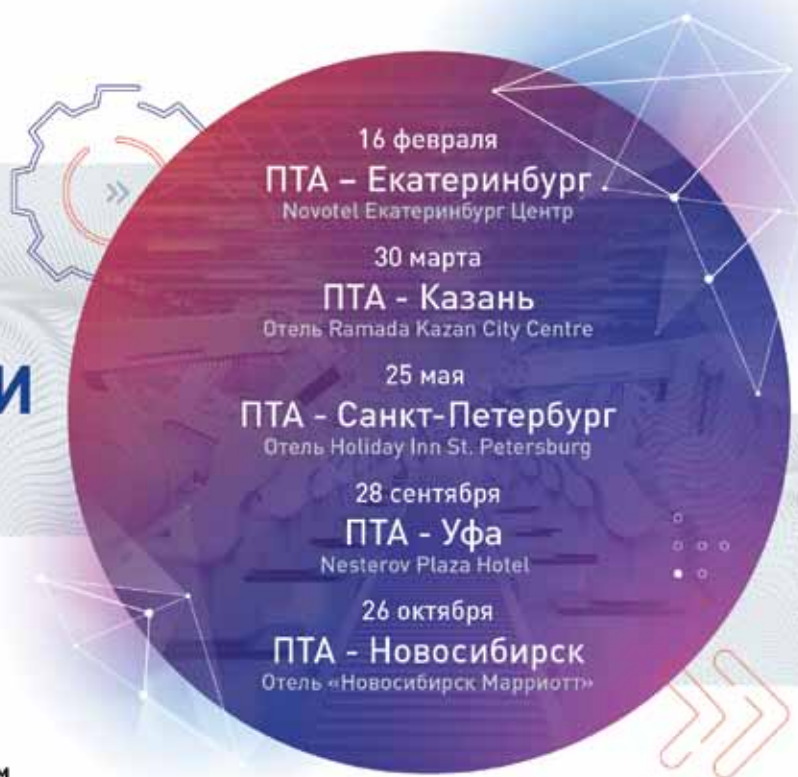 16 февраля
ПТА – Екатеринбург
Novotel Екатеринбург Центр
30 марта
ПТА - Казань
Отель Ramada Kazan City Centre
25 мая
ПТА - Санкт-Петербург
Отель Holiday Inn St. Petersburg
28 сентября
ПТА - Уфа
Nesterov Plaza Hotel
26 октября
ПТА - Новосибирск
Отель «Новосибирск Марриотт»